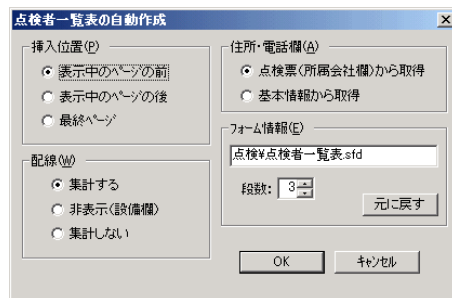 点検者一覧表の自動作成
挿入位置(P)
表示中のﾍﾟｰｼﾞの前
表示中のﾍﾟｰｼﾞの後
最終ﾍﾟｰｼﾞ
配線(W)
集計する
非表示(設備欄)
集計しない
住所･電話欄(A)
点検票(所属会社欄)から取得
基本情報から取得
ﾌｫｰﾑ情報(E)
点検¥点検者一覧表.sfd
段数: 3
元に戻す
OK
ｷｬﾝｾﾙ